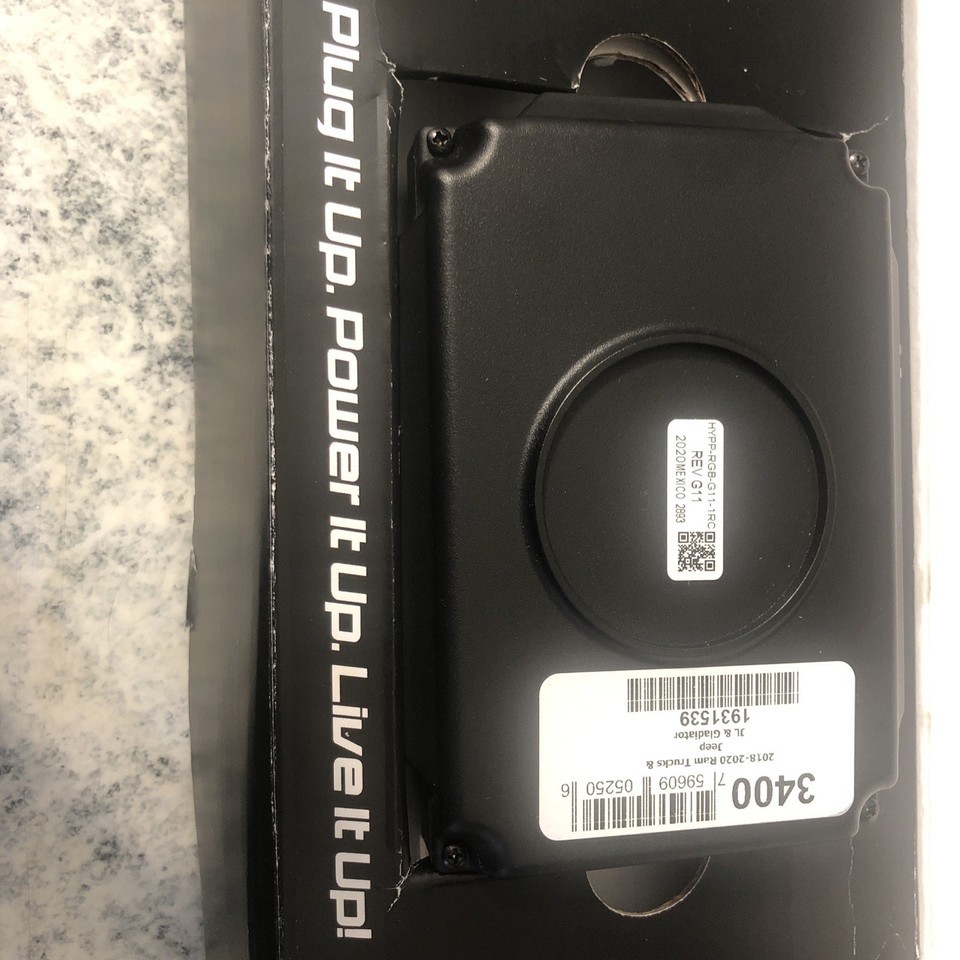 Plug It Up. Power It Up. Live It Up!
HYPP-RGB-G11-1RC
REV G11
2020MEXICO 2893
3400
7 59609 05250 6
2018-2020 Ram Trucks &
Jeep
JL & Gladiator
1931539